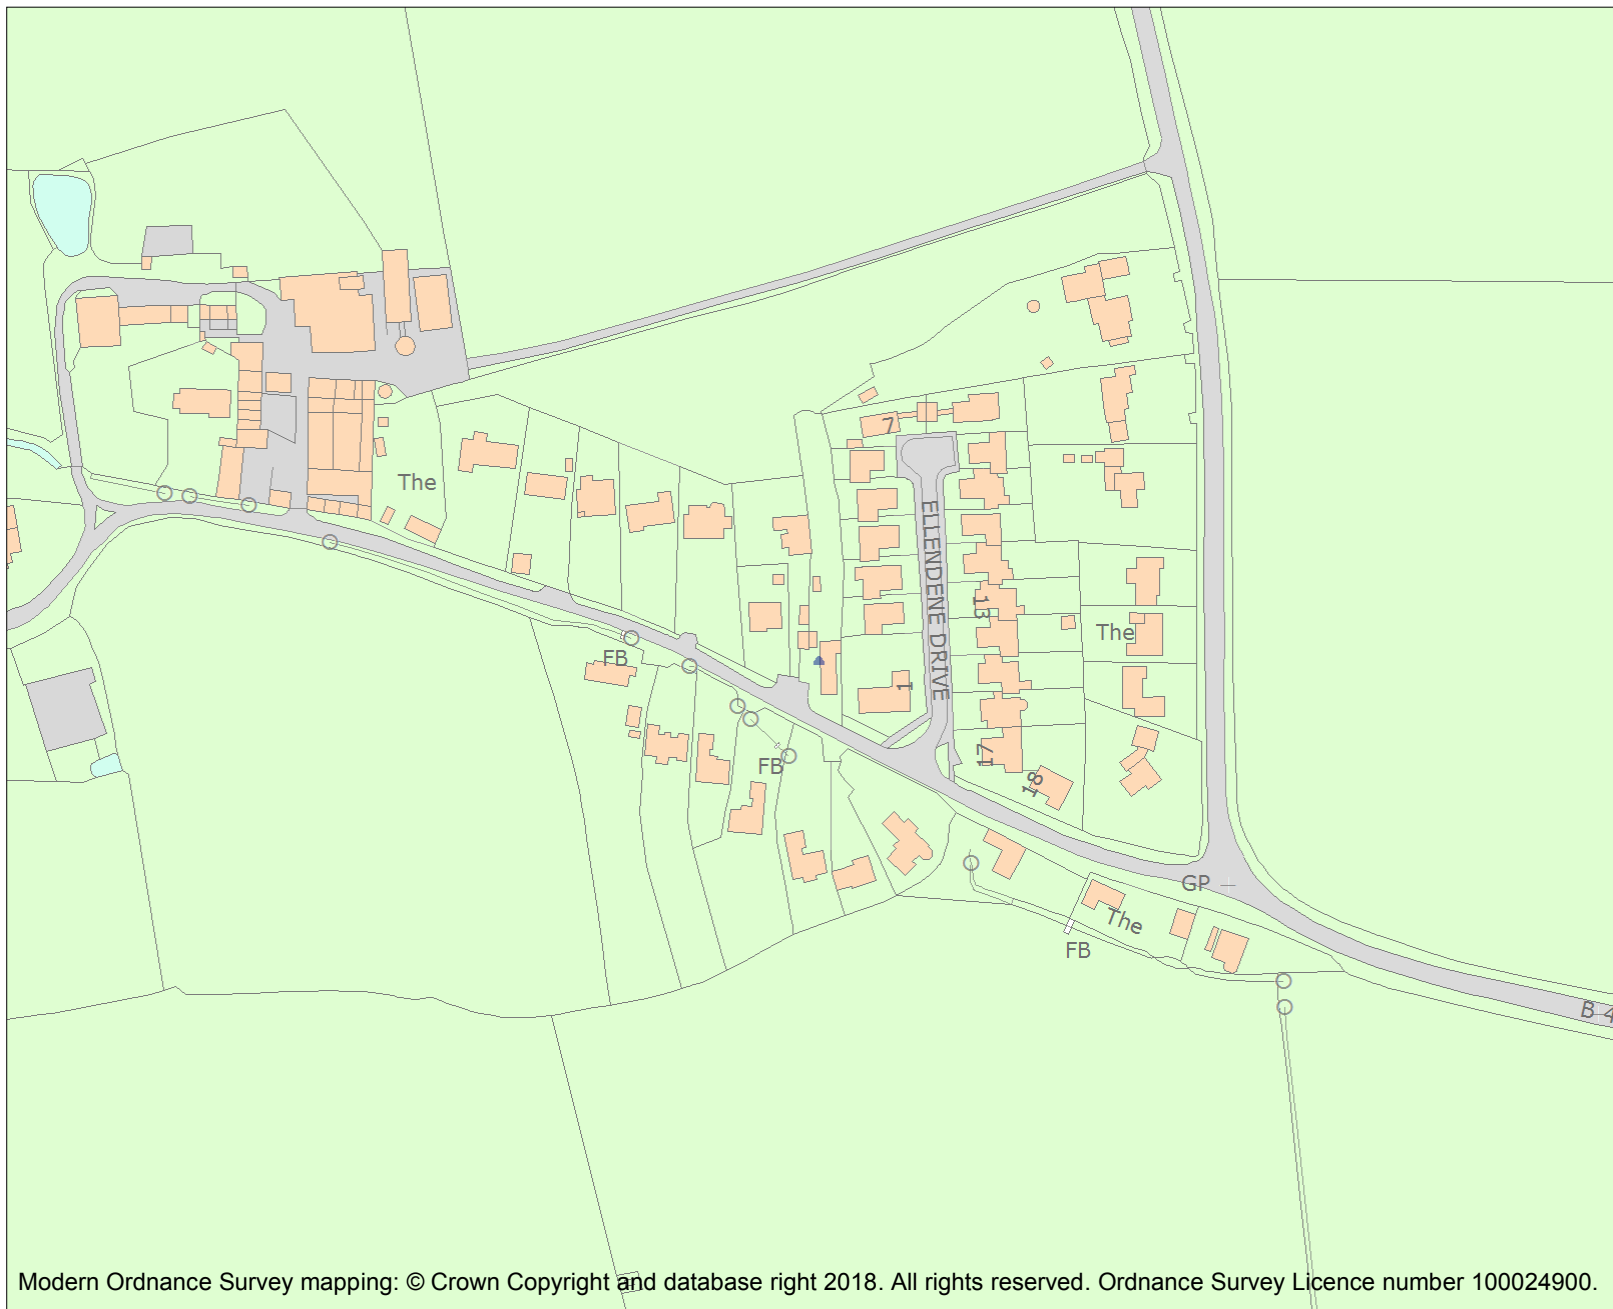 7
The
ELLENDENE DRIVE
13
The
FB
1
17
FB
18
GP
The
FB
B 4
Modern Ordnance Survey mapping: © Crown Copyright and database right 2018. All rights reserved. Ordnance Survey Licence number 100024900.